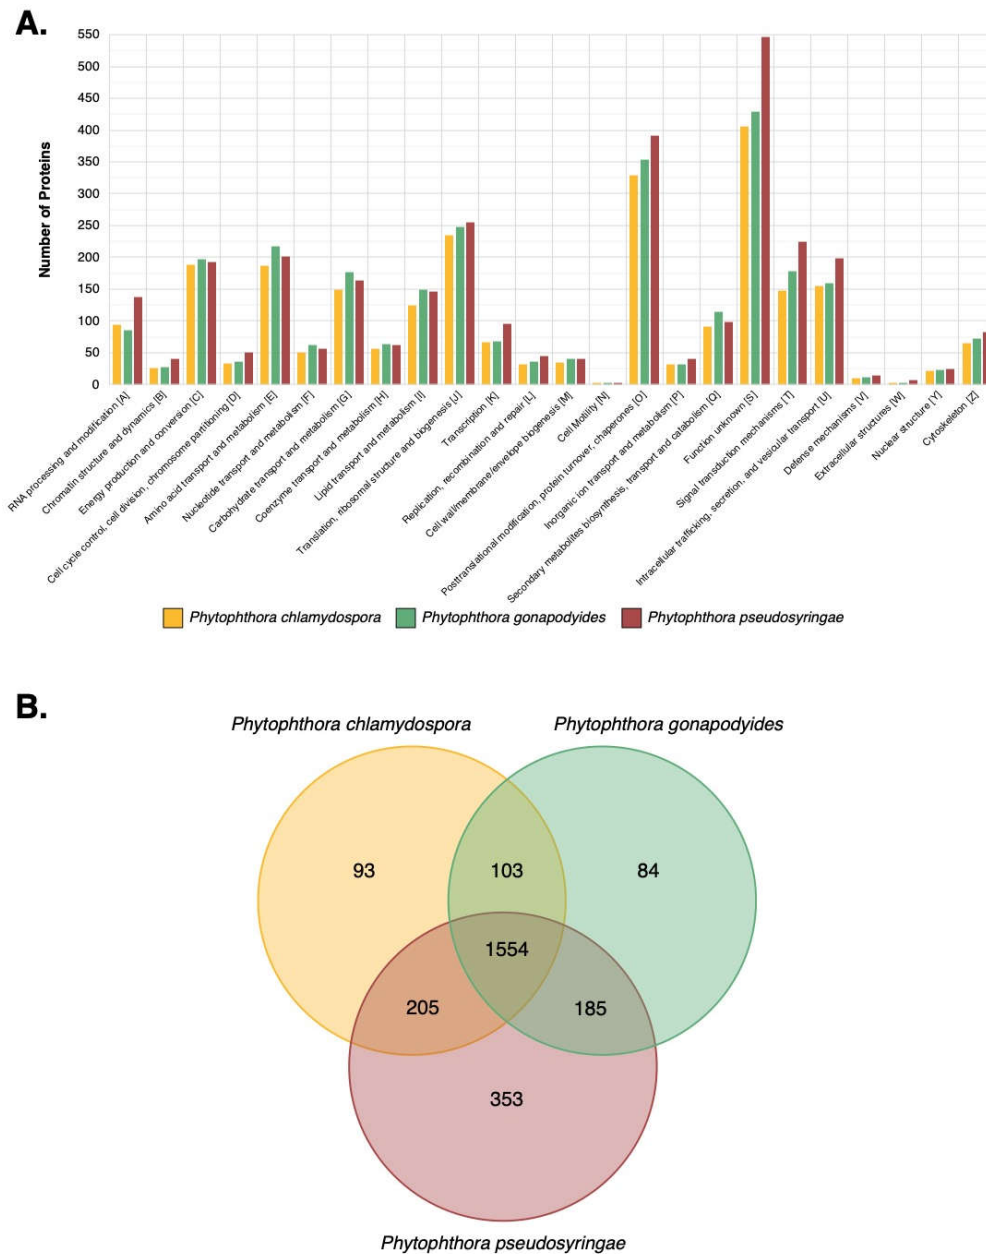 A.
550
500
450
400
350
300
250
200
150
100
50
0
Number of Proteins
RNA processing and modification [A]
Chromatin structure and dynamics [B]
Energy production and conversion [C]
Cell cycle control, cell division, chromosome partitioning [D]
Amino acid transport and metabolism [E]
Nucleotide transport and metabolism [F]
Carbohydrate transport and metabolism [G]
Coenzyme transport and metabolism [H]
Lipid transport and metabolism [I]
Translation, ribosomal structure and biogenesis [J]
Transcription [K]
Replication, recombination and repair [L]
Cell wall/membrane/envelope biogenesis [M]
Cell Motility [N]
Posttranslational modification, protein turnover, chaperones [O]
Inorganic ion transport and metabolism [P]
Secondary metabolites biosynthesis, transport and catabolism [Q]
Function unknown [S]
Signal transduction mechanisms [T]
Intracellular trafficking, secretion, and vesicular transport [U]
Defense mechanisms [V]
Extracellular structures [W]
Nuclear structure [Y]
Cytoskeleton [Z]
Phytophthora chlamydospora Phytophthora gonapodyides Phytophthora pseudosyringae
B.
Phytophthora chlamydospora Phytophthora gonapodyides
93 103 84
1554
205 185
353
Phytophthora pseudosyringae